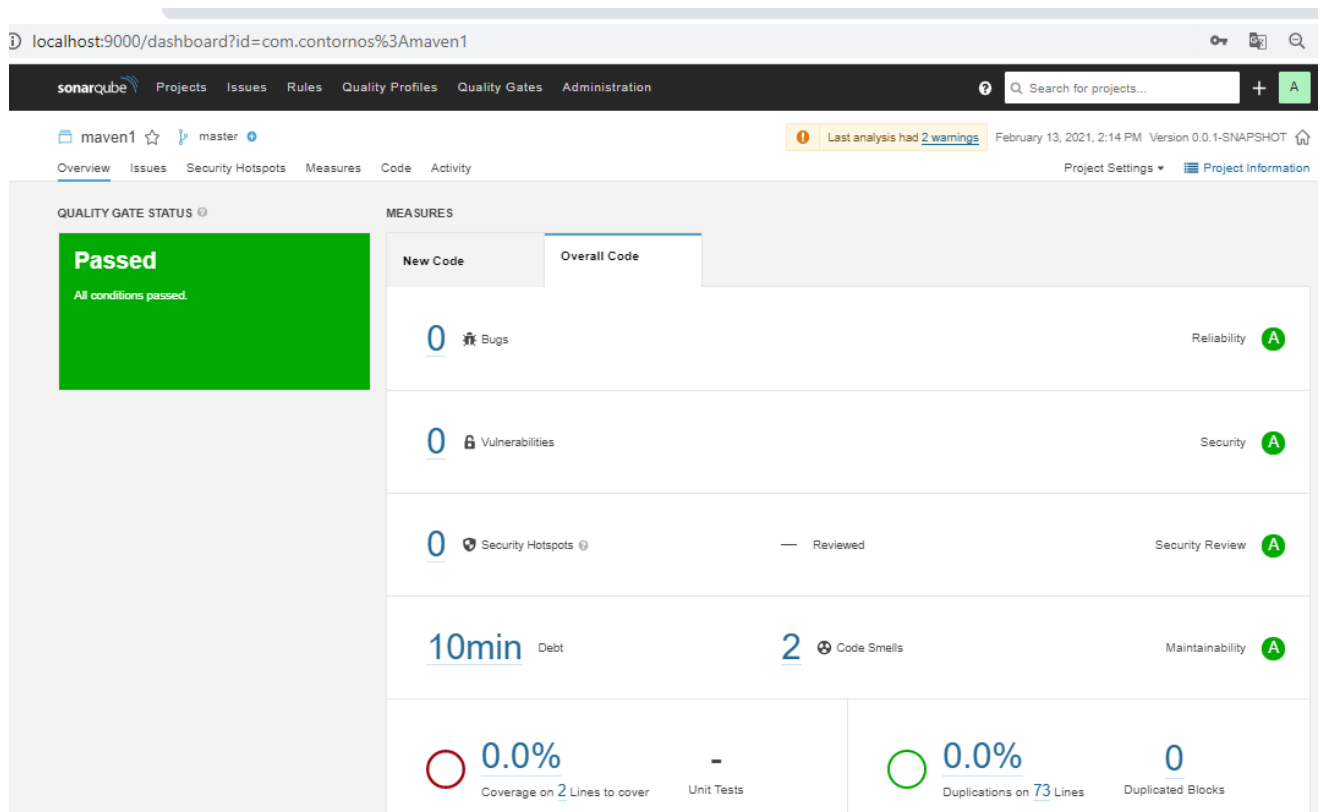 localhost:9000/dashboard?id=com.contornos%3Amaven1
sonarqube Projects Issues Rules Quality Profiles Quality Gates Administration ? Search for projects... + A
maven1 master Last analysis had 2 warnings February 13, 2021, 2:14 PM Version 0.0.1-SNAPSHOT
Overview Issues Security Hotspots Measures Code Activity Project Settings Project Information
QUALITY GATE STATUS ? MEASURES
Passed
All conditions passed.
New Code Overall Code
0 Bugs Reliability A
0 Vulnerabilities Security A
0 Security Hotspots ? — Reviewed Security Review A
10min Debt 2 Code Smells Maintainability A
0.0% - 0.0% 0
Coverage on 2 Lines to cover Unit Tests Duplications on 73 Lines Duplicated Blocks